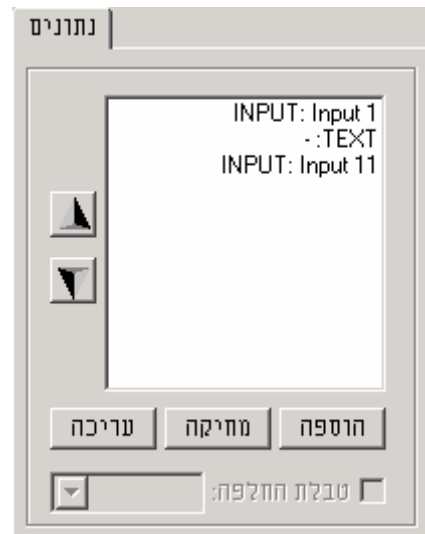 נתונים
INPUT: Input 1
- :TEXT
INPUT: Input 11
הוספה מחיקה עריכה
טבלת החלפה: